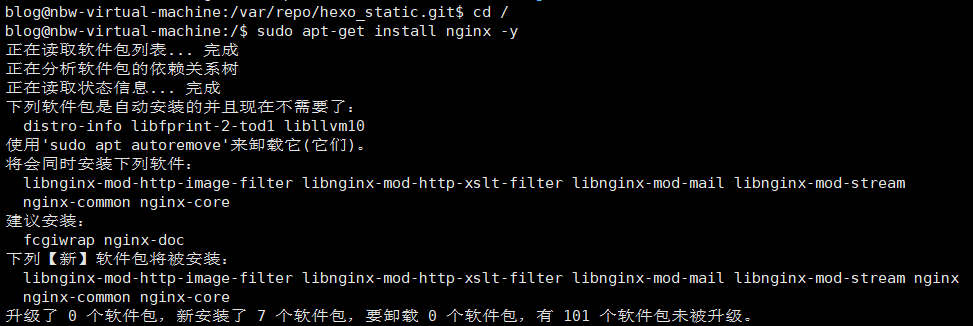 blog@nbw-virtual-machine:/var/repo/hexo_static.git$ cd /
blog@nbw-virtual-machine:/$ sudo apt-get install nginx -y
正在读取软件包列表... 完成
正在分析软件包的依赖关系树
正在读取状态信息... 完成
下列软件包是自动安装的并且现在不需要了：
  distro-info libfprint-2-tod1 libllvm10
使用'sudo apt autoremove'来卸载它(它们)。
将会同时安装下列软件：
  libnginx-mod-http-image-filter libnginx-mod-http-xslt-filter libnginx-mod-mail libnginx-mod-stream
  nginx-common nginx-core
建议安装：
  fcgiwrap nginx-doc
下列【新】软件包将被安装：
  libnginx-mod-http-image-filter libnginx-mod-http-xslt-filter libnginx-mod-mail libnginx-mod-stream nginx
  nginx-common nginx-core
升级了 0 个软件包，新安装了 7 个软件包，要卸载 0 个软件包，有 101 个软件包未被升级。